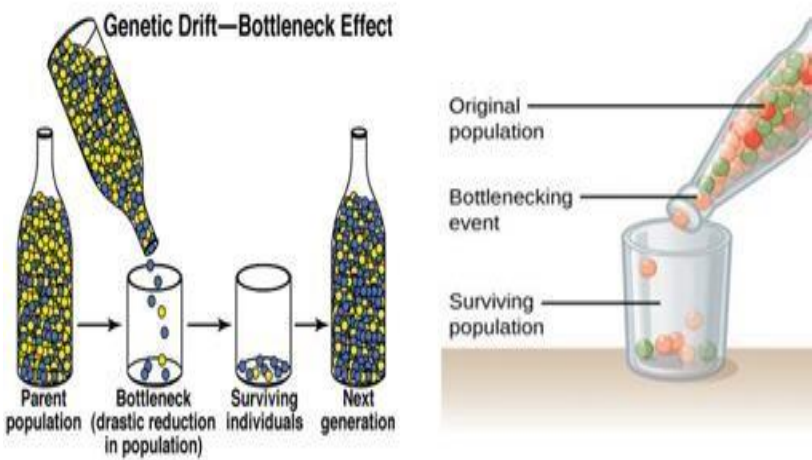 Genetic Drift—Bottleneck Effect
Parent
population
Bottleneck
(drastic reduction
in population)
Surviving
individuals
Next
generation
Original
population
Bottlenecking
event
Surviving
population